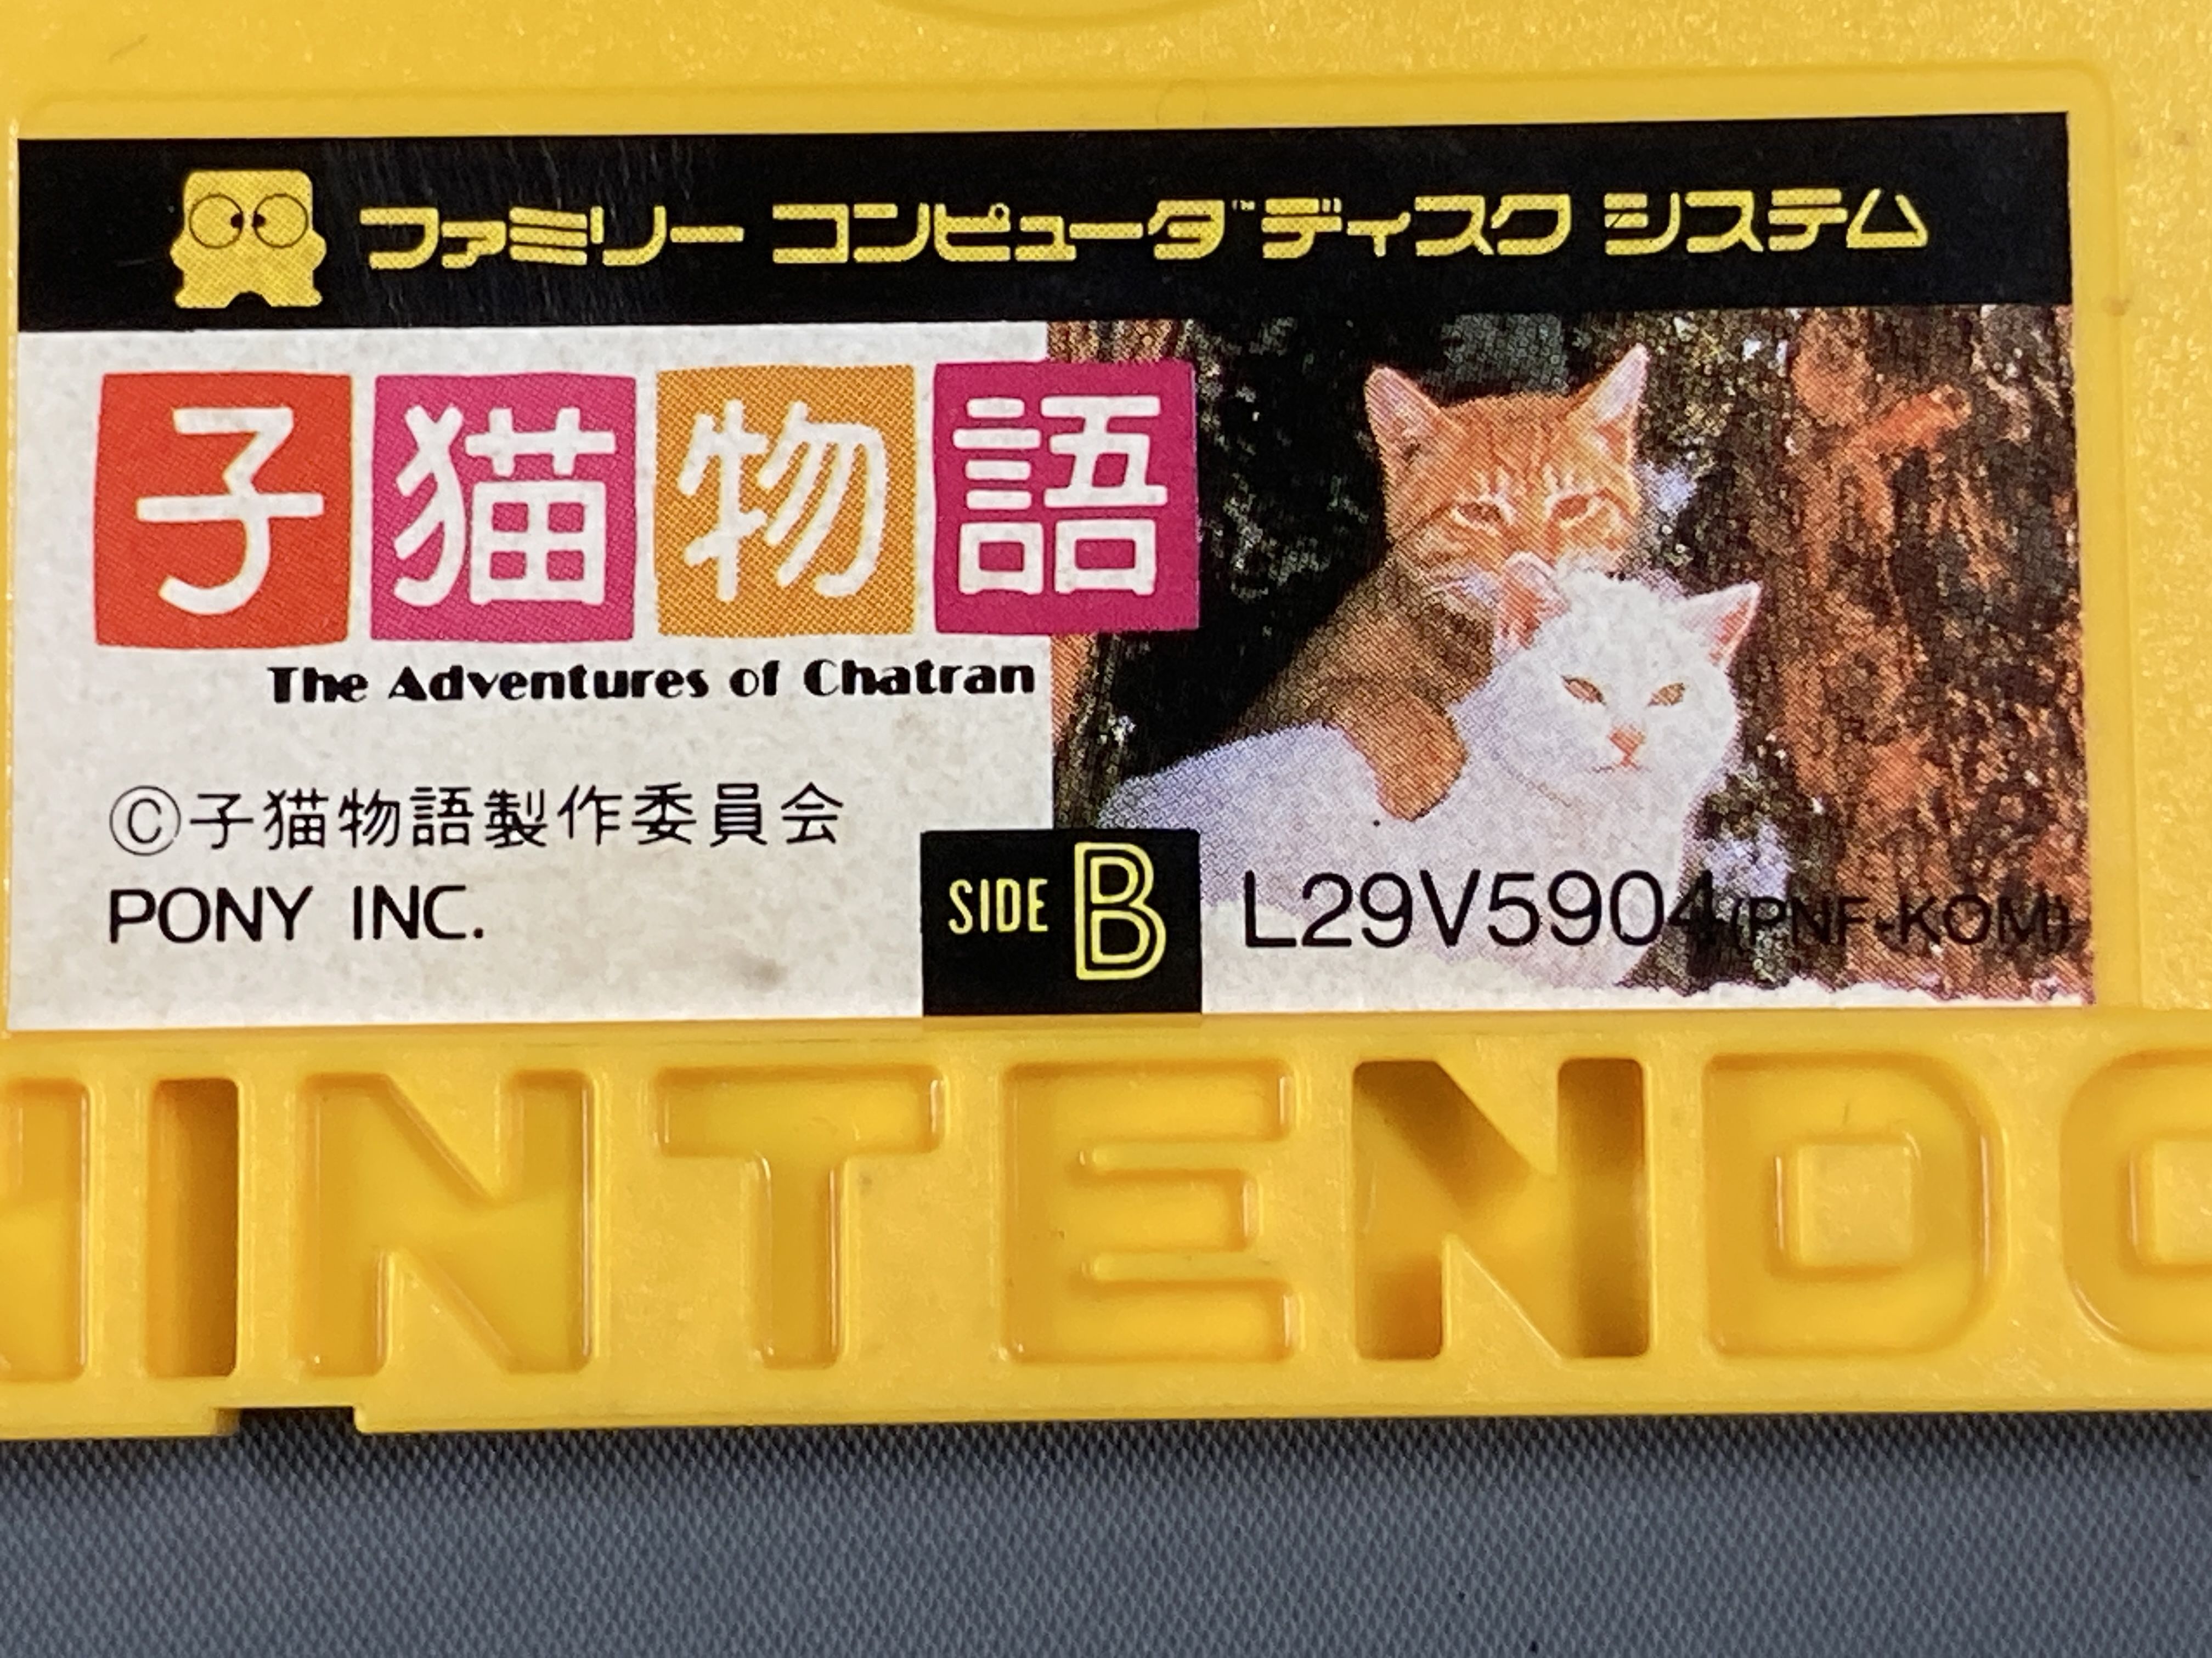 ファミリー コンピュータ™ ディスク システム
子猫物語
The Adventures of Chatran
©子猫物語製作委員会
PONY INC.
SIDE B
L29V5904(PNF-KOM)
NINTENDO